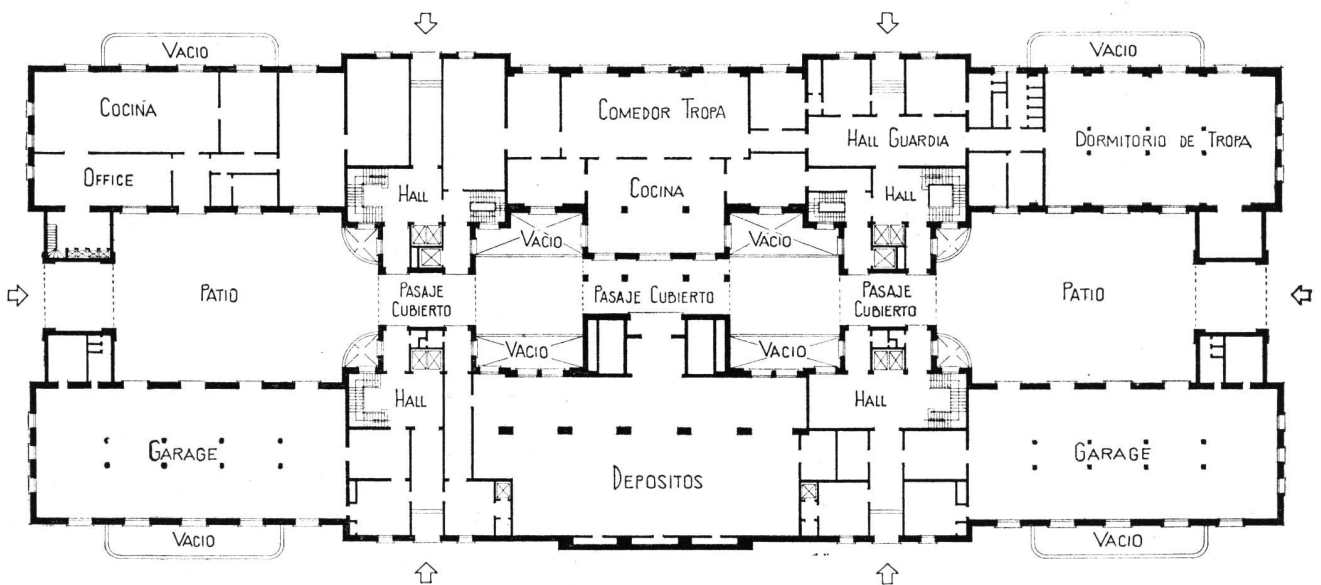 VACIO
VACIO
COCINA
COMEDOR TROPA
HALL GUARDIA
DORMITORIO DE TROPA
OFFICE
HALL
COCINA
HALL
VACIO
VACIO
PATIO
PASAJE
CUBIERTO
PASAJE CUBIERTO
PASAJE
CUBIERTO
PATIO
VACIO
VACIO
HALL
HALL
GARAGE
DEPOSITOS
GARAGE
VACIO
VACIO